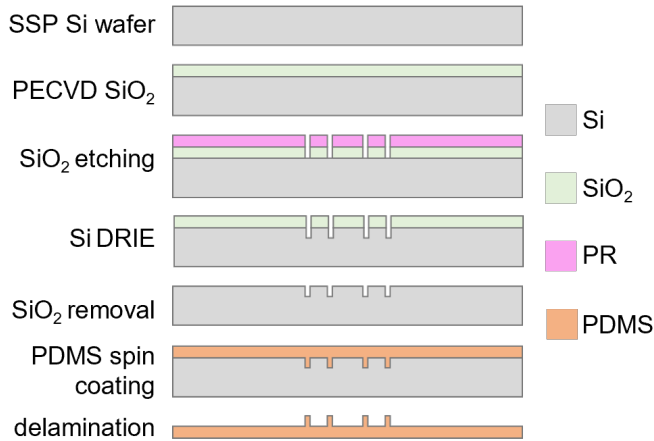 SSP Si wafer
PECVD SiO₂
SiO₂ etching
Si DRIE
SiO₂ removal
PDMS spin
coating
delamination
Si
SiO₂
PR
PDMS